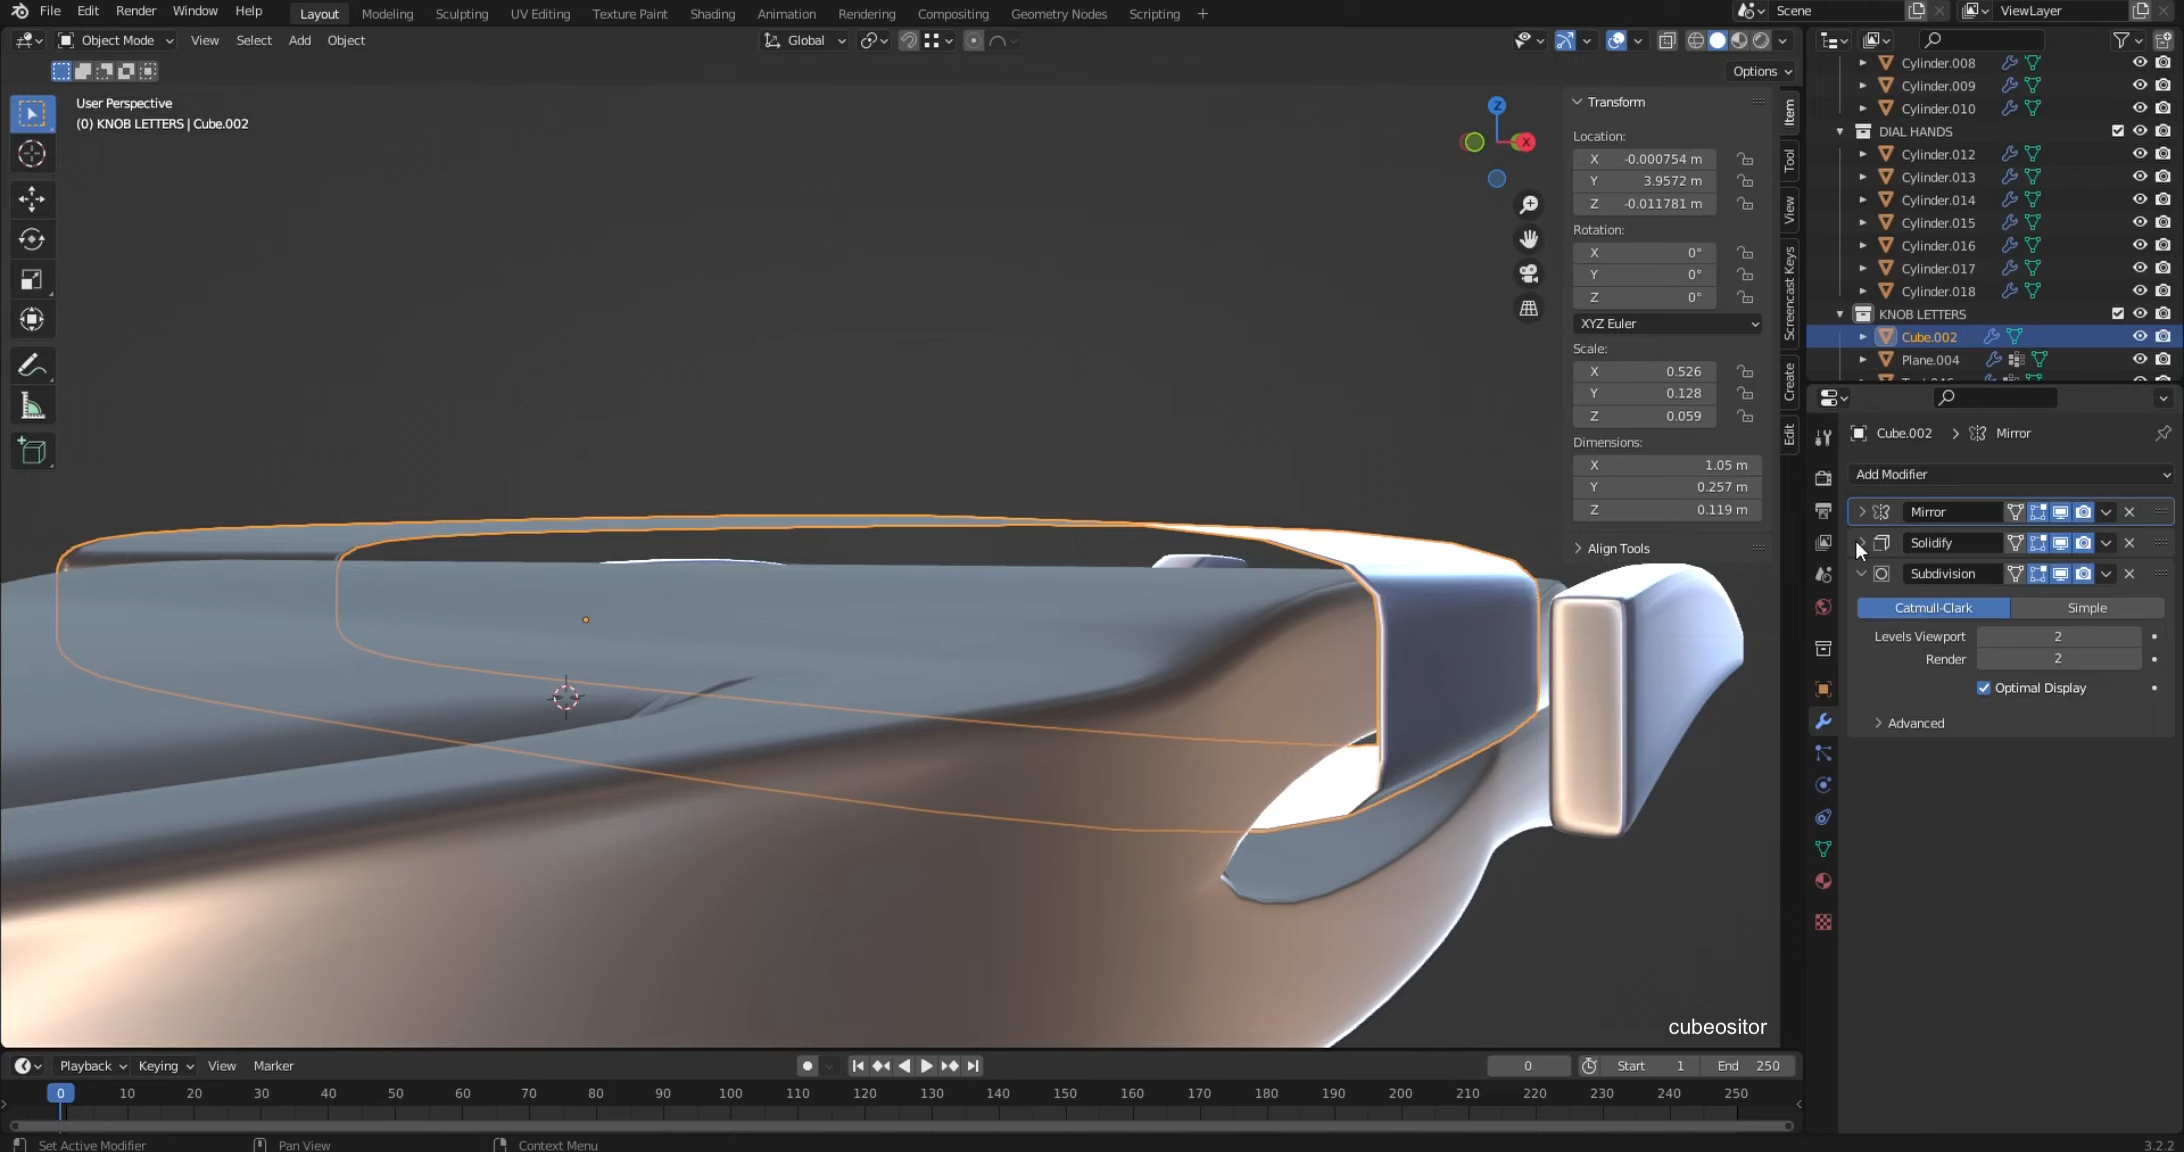 File Edit Render Window Help Layout Modeling Sculpting UV Editing Texture Paint Shading Animation Rendering Compositing Geometry Nodes Scripting + Scene ViewLayer
Object Mode View Select Add Object Global
Options
User Perspective
(0) KNOB LETTERS | Cube.002
Z
X
Transform
Location:
X -0.000754 m
Y 3.9572 m
Z -0.011781 m
Rotation:
X 0°
Y 0°
Z 0°
XYZ Euler
Scale:
X 0.526
Y 0.128
Z 0.059
Dimensions:
X 1.05 m
Y 0.257 m
Z 0.119 m
Align Tools
Item
Tool
View
Screencast Keys
Create
Edit
Cylinder.008
Cylinder.009
Cylinder.010
DIAL HANDS
Cylinder.012
Cylinder.013
Cylinder.014
Cylinder.015
Cylinder.016
Cylinder.017
Cylinder.018
KNOB LETTERS
Cube.002
Plane.004
Cube.002 > Mirror
Add Modifier
Mirror
Solidify
Subdivision
Catmull-Clark Simple
Levels Viewport 2
Render 2
Optimal Display
Advanced
cubeositor
Playback Keying View Marker 0 Start 1 End 250
0 10 20 30 40 50 60 70 80 90 100 110 120 130 140 150 160 170 180 190 200 210 220 230 240 250
Set Active Modifier Pan View Context Menu 3.2.2